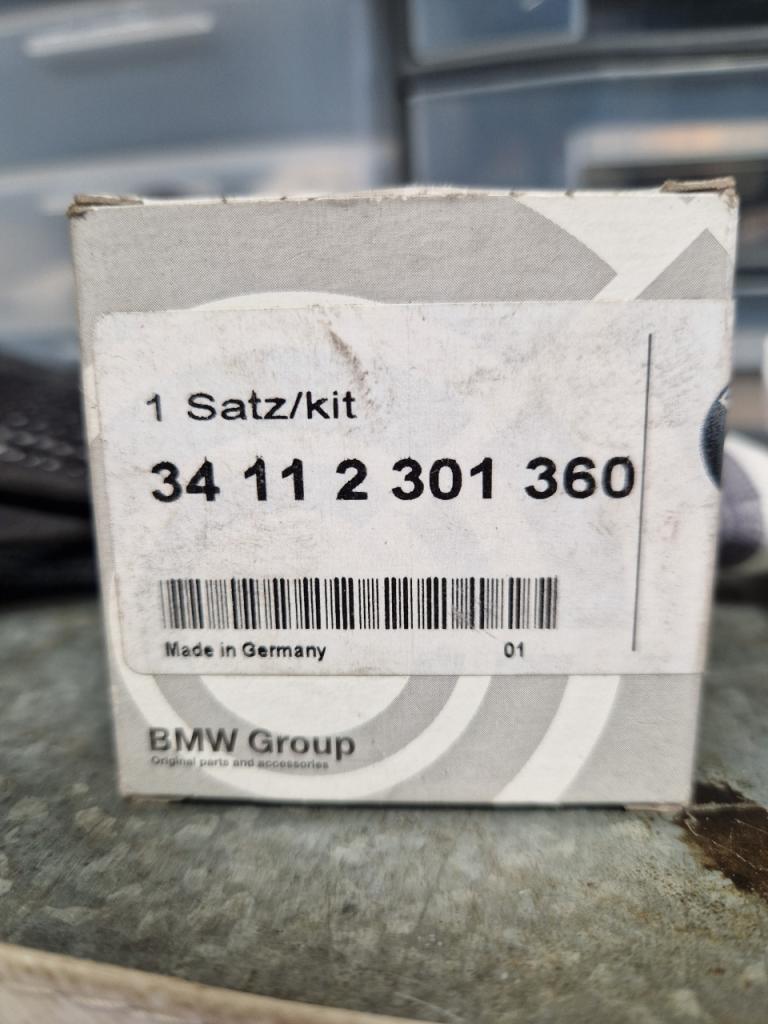 1 Satz/kit
34 11 2 301 360
Made in Germany 01
BMW Group
Original parts and accessories